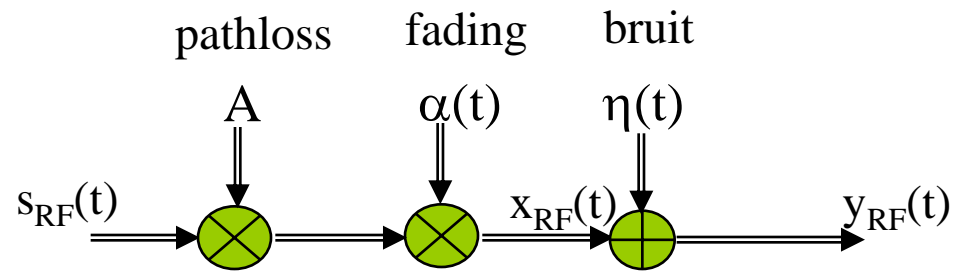 pathloss fading bruit
A α(t) η(t)
s_RF(t) x_RF(t) y_RF(t)